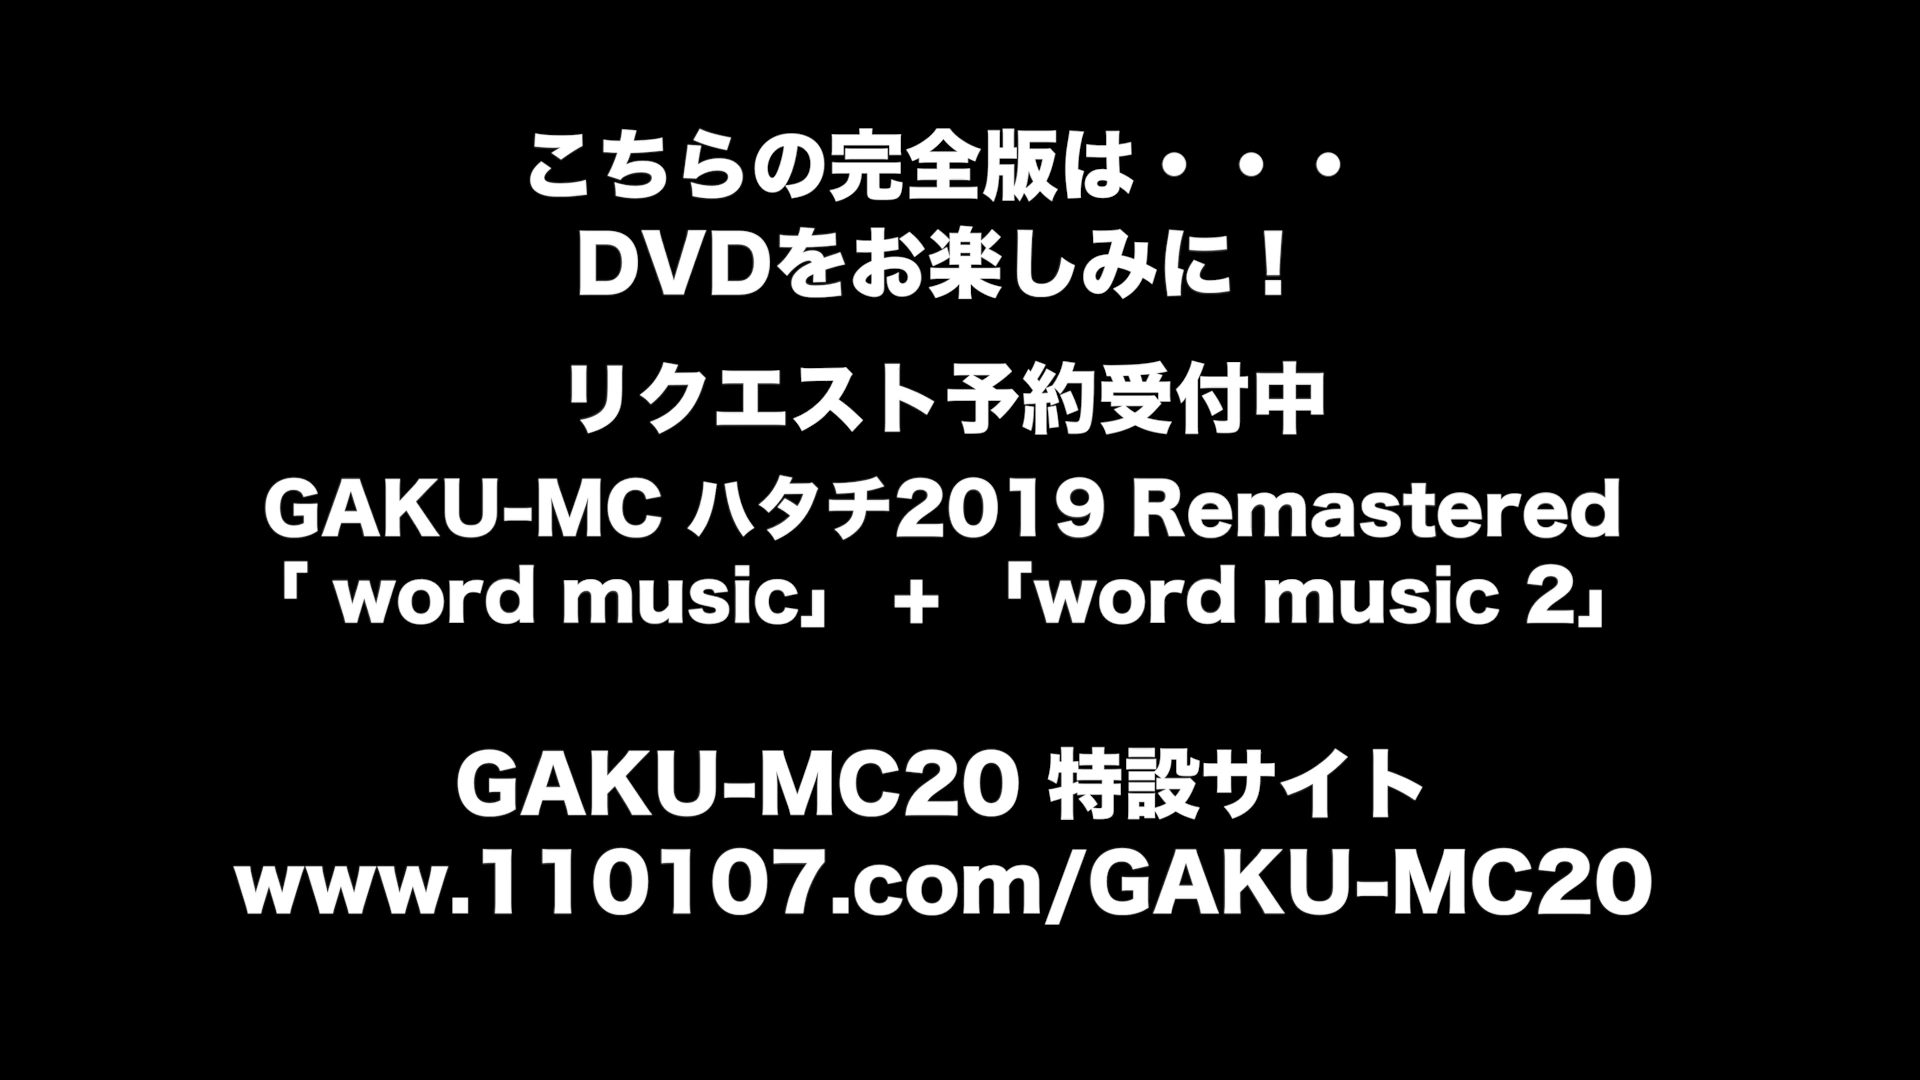 こちらの完全版は・・・
DVDをお楽しみに！
リクエスト予約受付中
GAKU-MC ハタチ2019 Remastered
「 word music」 + 「word music 2」
GAKU-MC20 特設サイト
www.110107.com/GAKU-MC20